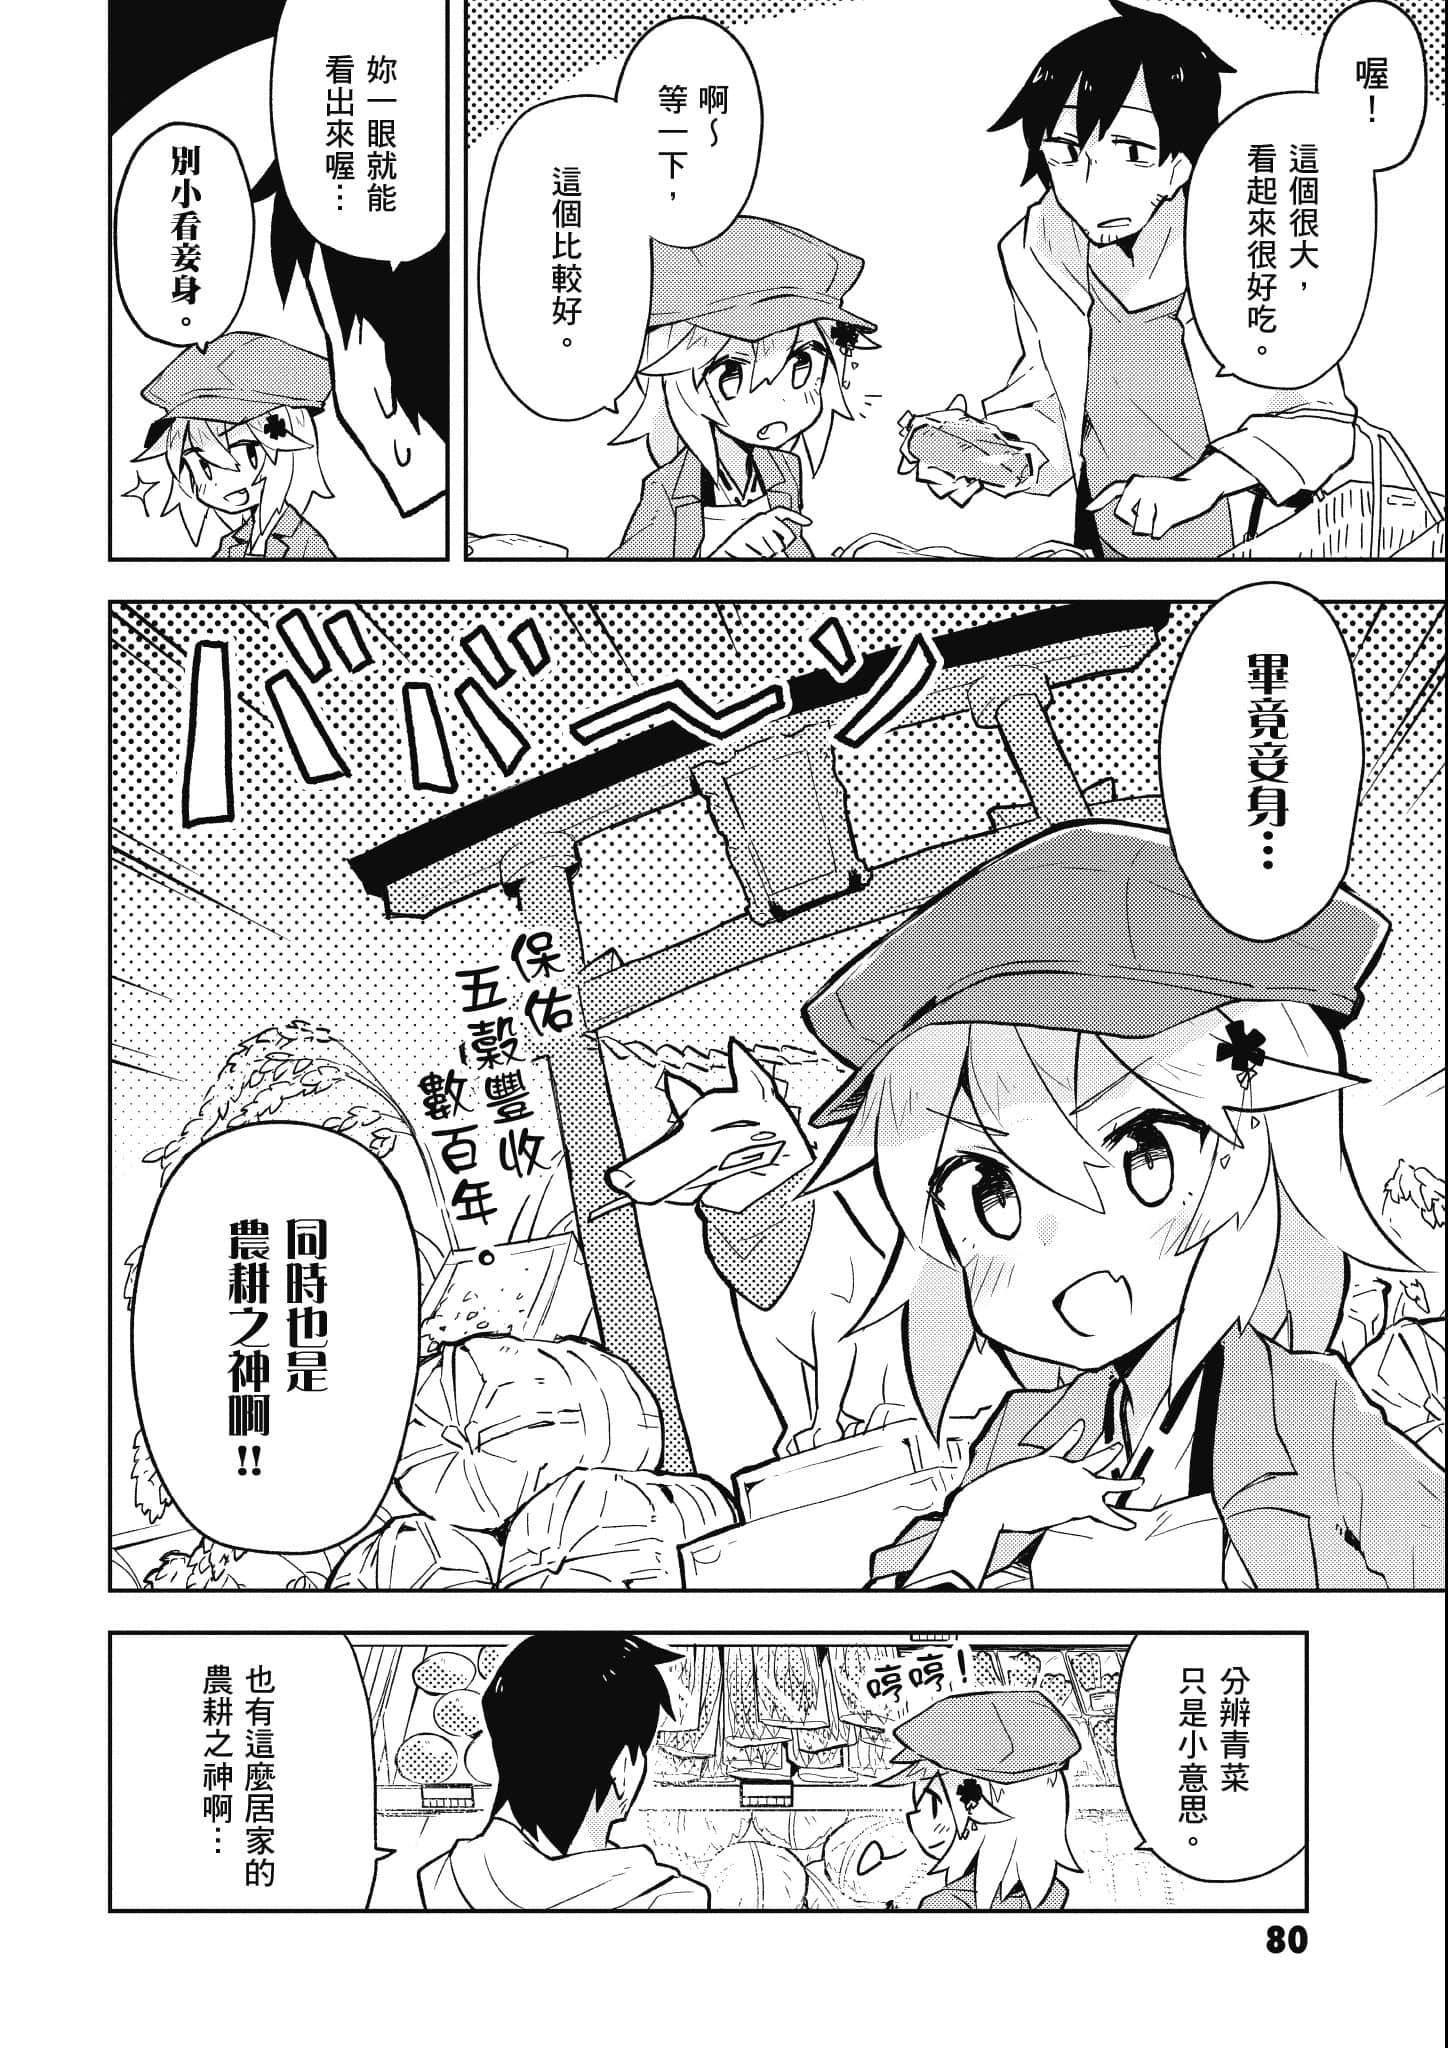 喔！
這個很大，
看起來很好吃。
啊～
等一下，
這個比較好。
妳一眼就能
看出來喔…
別小看妾身。
畢竟妾身…
ババーン
保佑
五穀豐收
數百年。
同時也是
農耕之神啊!!
分辨青菜
只是小意思。
哼哼！
也有這麼居家的
農耕之神啊…
80